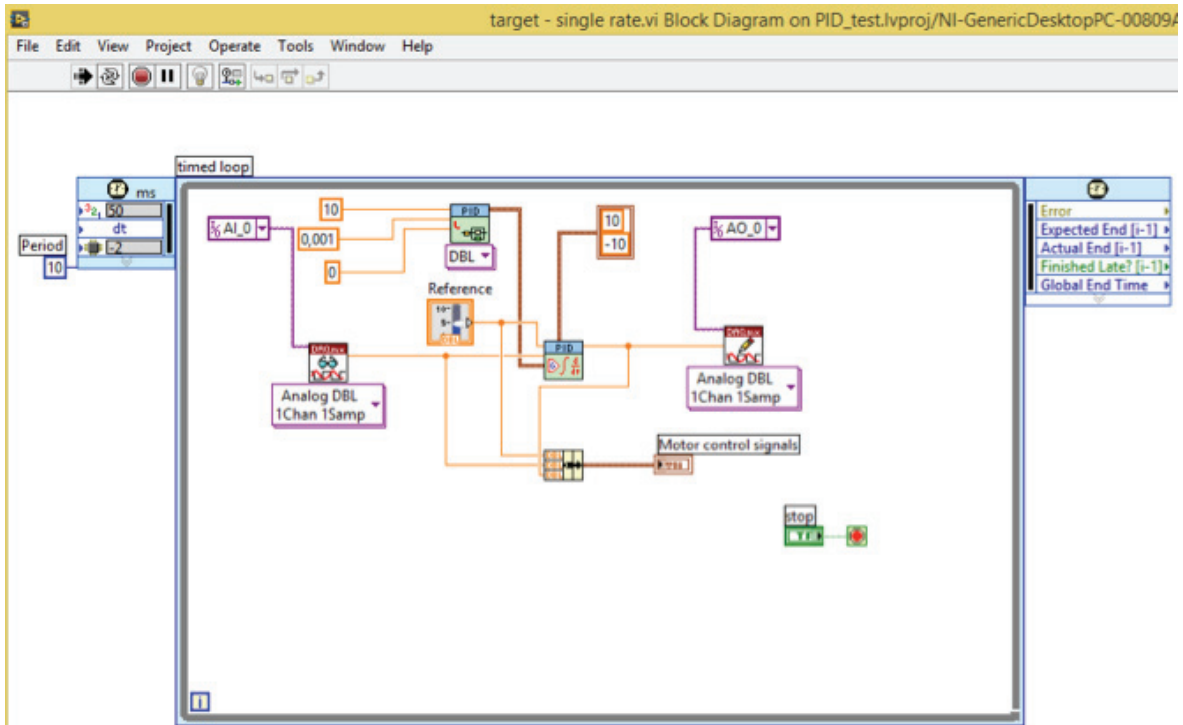 target - single rate.vi Block Diagram on PID_test.lvproj/NI-GenericDesktopPC-00809A
File Edit View Project Operate Tools Window Help
timed loop
ms
50
dt
-2
Period
10
AI_0
10
0,001
0
PID
DBL
Reference
10
-10
AO_0
Error
Expected End [i-1]
Actual End [i-1]
Finished Late? [i-1]
Global End Time
DAQmx
Analog DBL
1Chan 1Samp
PID
DAQmx
Analog DBL
1Chan 1Samp
Motor control signals
stop
TF
i